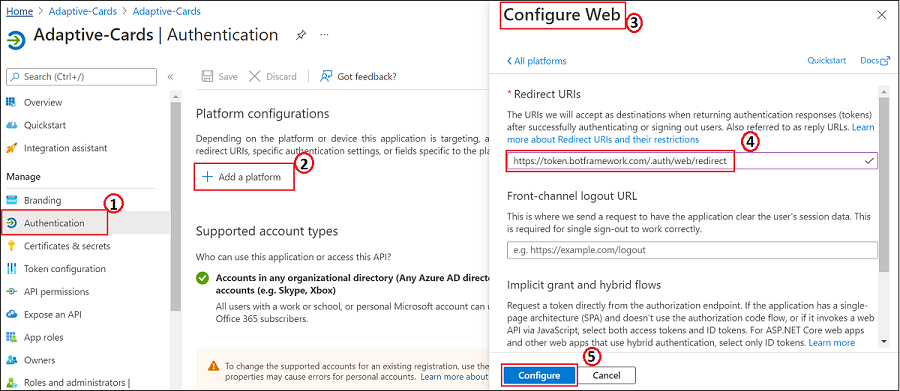 Home > Adaptive-Cards > Adaptive-Cards
Adaptive-Cards | Authentication
Search (Ctrl+/)
«
Overview
Quickstart
Integration assistant
Manage
Branding
1
Authentication
Certificates & secrets
Token configuration
API permissions
Expose an API
App roles
Owners
Roles and administrators |
Save
Discard
Got feedback?
Platform configurations
Depending on the platform or device this application is targeting, a
redirect URIs, specific authentication settings, or fields specific to the pla
2
+ Add a platform
Supported account types
Who can use this application or access this API?
Accounts in any organizational directory (Any Azure AD direct
accounts (e.g. Skype, Xbox)
All users with a work or school, or personal Microsoft account can u
Office 365 subscribers.
To change the supported accounts for an existing registration, use the
properties may cause errors for personal accounts. Learn more about
Configure Web
3
All platforms
Quickstart
Docs
* Redirect URIs
The URIs we will accept as destinations when returning authentication responses (tokens)
after successfully authenticating or signing out users. Also referred to as reply URLs. Learn
more about Redirect URIs and their restrictions
4
https://token.botframework.com/.auth/web/redirect
Front-channel logout URL
This is where we send a request to have the application clear the user's session data. This
is required for single sign-out to work correctly.
e.g. https://example.com/logout
Implicit grant and hybrid flows
Request a token directly from the authorization endpoint. If the application has a single-
page architecture (SPA) and doesn't use the authorization code flow, or if it invokes a web
API via JavaScript, select both access tokens and ID tokens. For ASP.NET Core web apps
and other web apps that use hybrid authentication, select only ID tokens. Learn more
5
Configure
Cancel